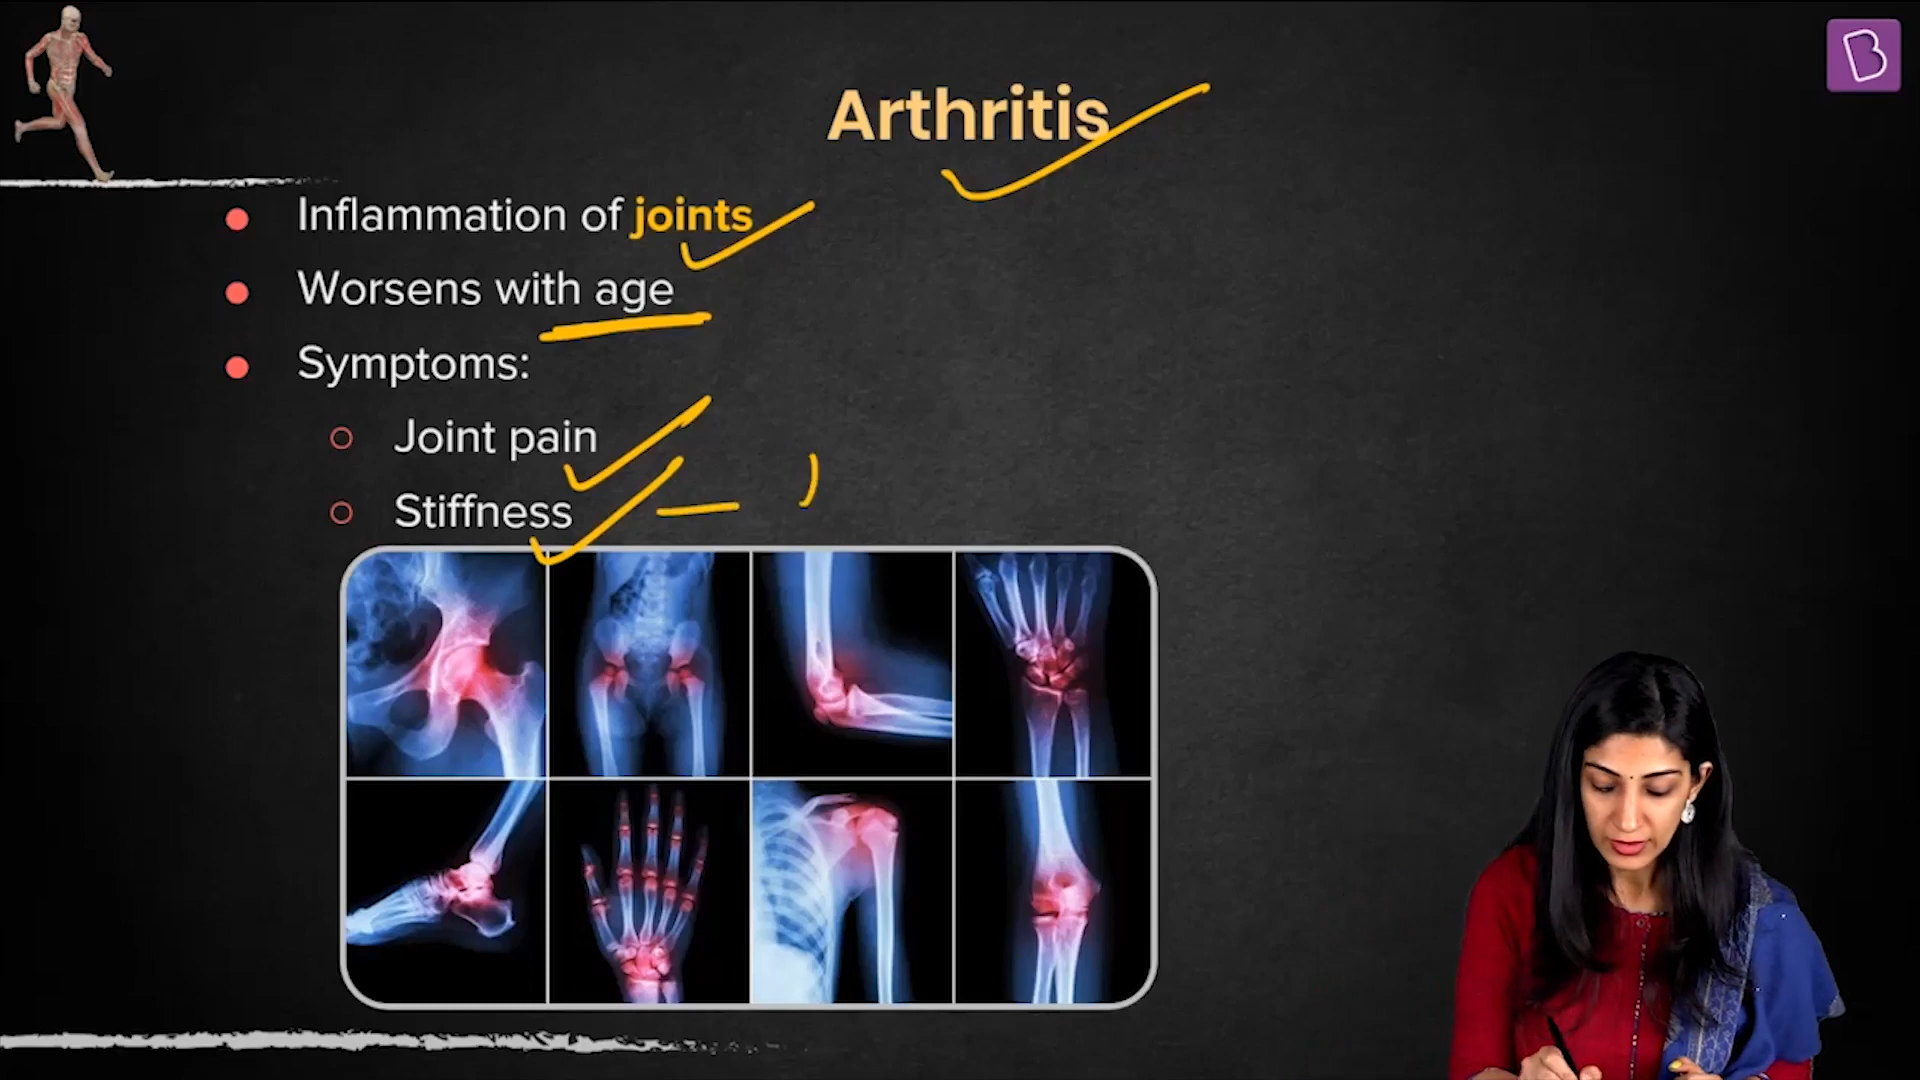 Arthritis
Inflammation of joints
Worsens with age
Symptoms:
Joint pain
Stiffness